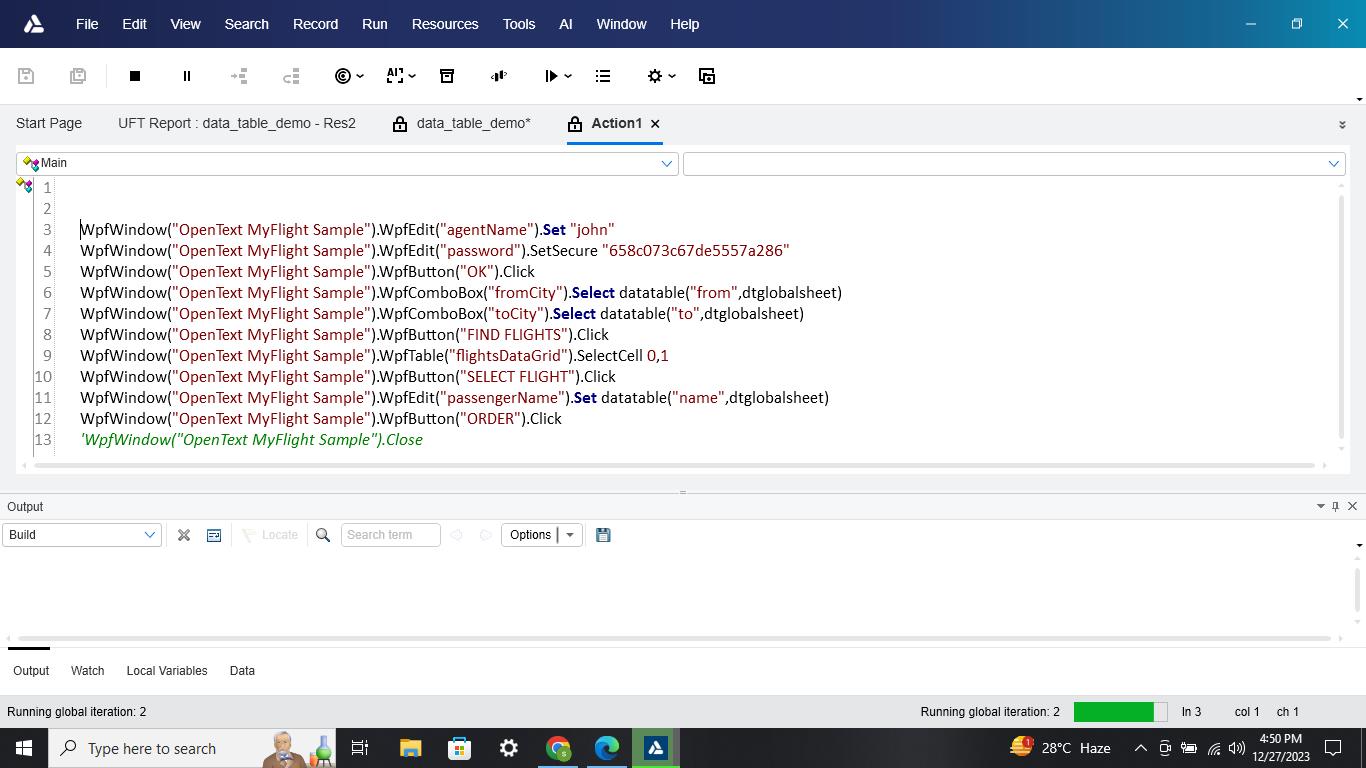 File Edit View Search Record Run Resources Tools AI Window Help
Start Page UFT Report : data_table_demo - Res2 data_table_demo* Action1
Main
1
2
3 WpfWindow("OpenText MyFlight Sample").WpfEdit("agentName").Set "john"
4 WpfWindow("OpenText MyFlight Sample").WpfEdit("password").SetSecure "658c073c67de5557a286"
5 WpfWindow("OpenText MyFlight Sample").WpfButton("OK").Click
6 WpfWindow("OpenText MyFlight Sample").WpfComboBox("fromCity").Select datatable("from",dtglobalsheet)
7 WpfWindow("OpenText MyFlight Sample").WpfComboBox("toCity").Select datatable("to",dtglobalsheet)
8 WpfWindow("OpenText MyFlight Sample").WpfButton("FIND FLIGHTS").Click
9 WpfWindow("OpenText MyFlight Sample").WpfTable("flightsDataGrid").SelectCell 0,1
10 WpfWindow("OpenText MyFlight Sample").WpfButton("SELECT FLIGHT").Click
11 WpfWindow("OpenText MyFlight Sample").WpfEdit("passengerName").Set datatable("name",dtglobalsheet)
12 WpfWindow("OpenText MyFlight Sample").WpfButton("ORDER").Click
13 'WpfWindow("OpenText MyFlight Sample").Close
Output
Build Locate Search term Options
Output Watch Local Variables Data
Running global iteration: 2 Running global iteration: 2 ln 3 col 1 ch 1
Type here to search 1 28°C Haze 4:50 PM
12/27/2023